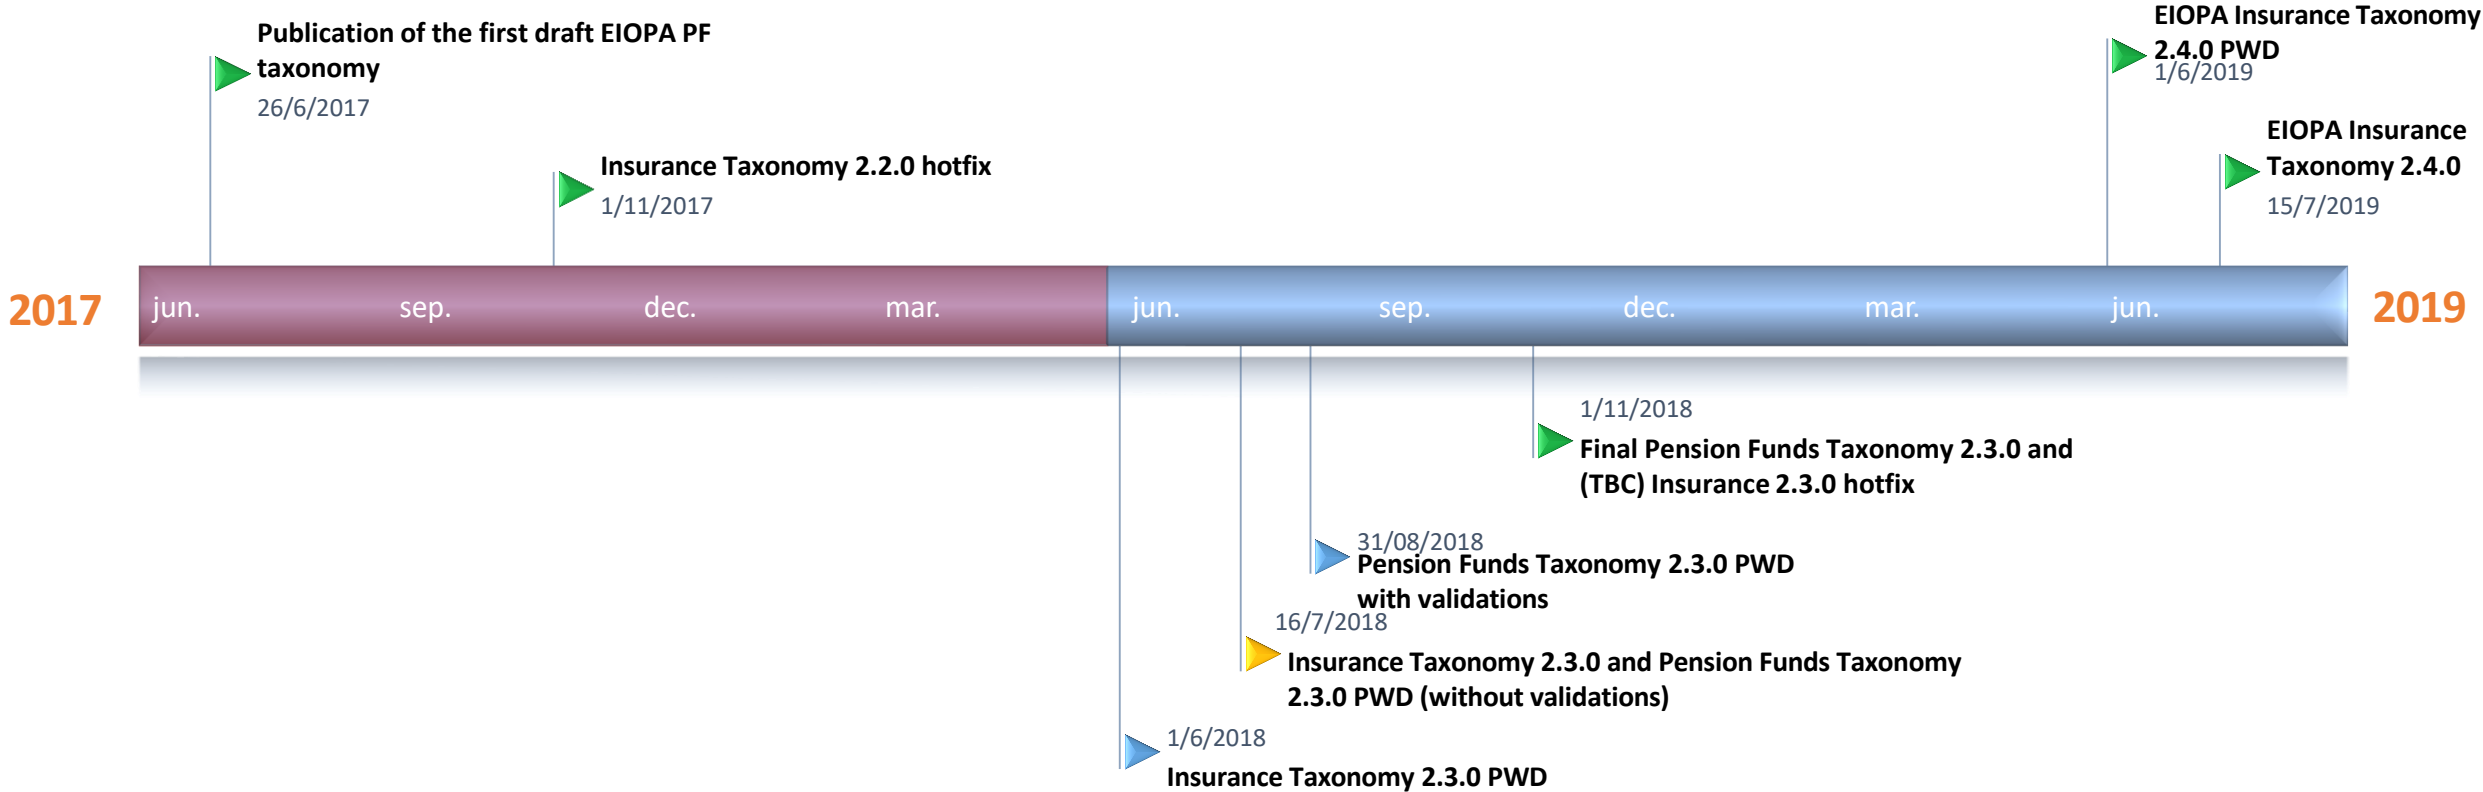 Publication of the first draft EIOPA PF
taxonomy
26/6/2017
Insurance Taxonomy 2.2.0 hotfix
1/11/2017
EIOPA Insurance Taxonomy
2.4.0 PWD
1/6/2019
EIOPA Insurance
Taxonomy 2.4.0
15/7/2019
2017
jun.
sep.
dec.
mar.
jun.
sep.
dec.
mar.
jun.
2019
1/11/2018
Final Pension Funds Taxonomy 2.3.0 and
(TBC) Insurance 2.3.0 hotfix
31/08/2018
Pension Funds Taxonomy 2.3.0 PWD
with validations
16/7/2018
Insurance Taxonomy 2.3.0 and Pension Funds Taxonomy
2.3.0 PWD (without validations)
1/6/2018
Insurance Taxonomy 2.3.0 PWD